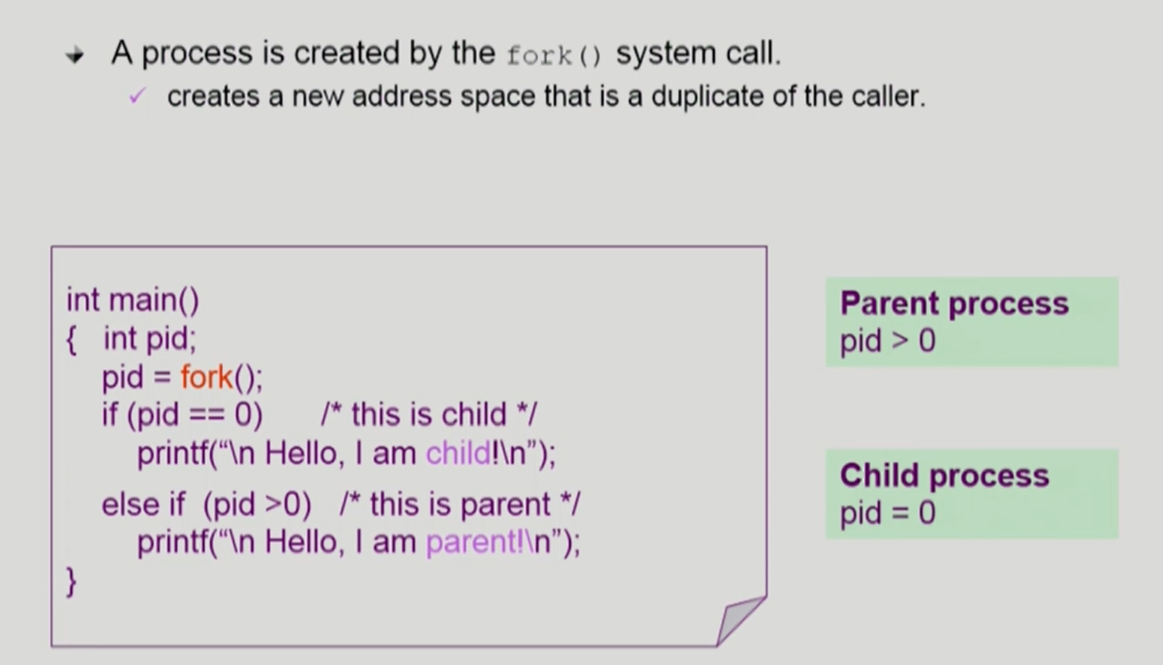 A process is created by the fork() system call.
✓ creates a new address space that is a duplicate of the caller.
int main()
{ int pid;
pid = fork();
if (pid == 0) /* this is child */
printf(“\n Hello, I am child!\n”);
else if (pid >0) /* this is parent */
printf(“\n Hello, I am parent!\n”);
}
Parent process
pid > 0
Child process
pid = 0